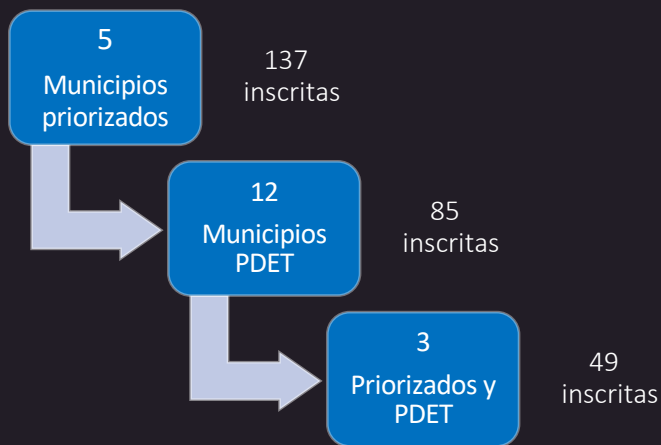 5
Municipios
priorizados
137
inscritas
12
Municipios
PDET
85
inscritas
3
Priorizados y
PDET
49
inscritas